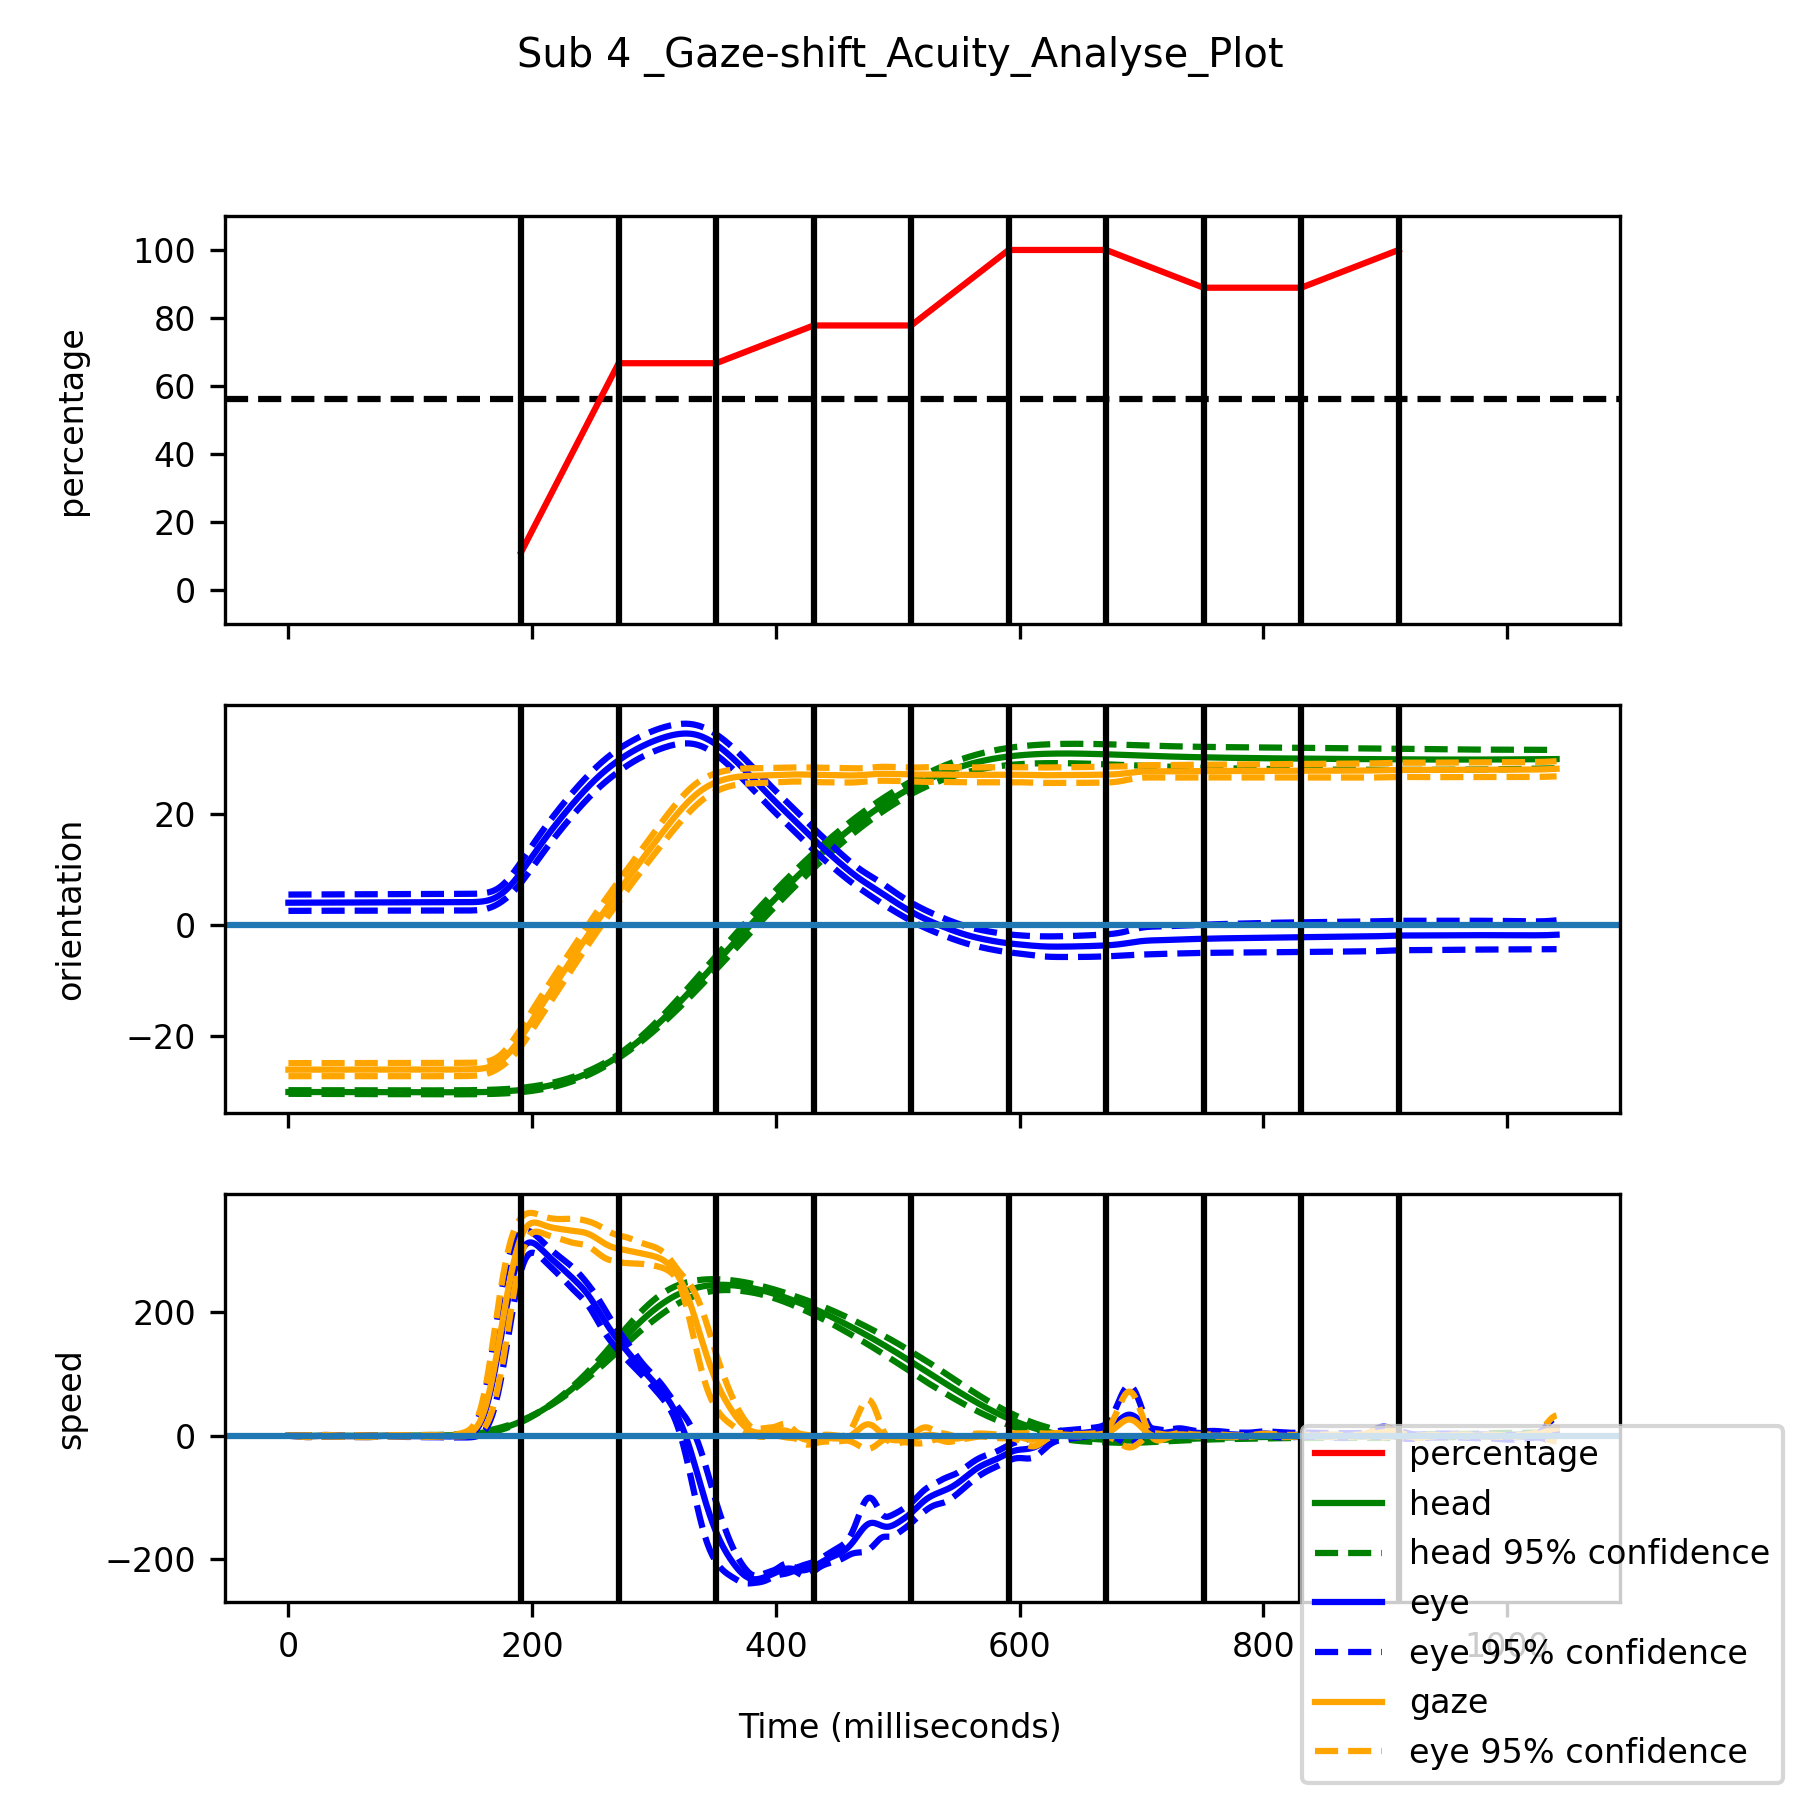 Sub 4 _Gaze-shift_Acuity_Analyse_Plot
percentage
100
80
60
40
20
0
orientation
20
0
−20
speed
200
0
−200
0 200 400 600 800 1000
Time (milliseconds)
percentage
head
head 95% confidence
eye
eye 95% confidence
gaze
eye 95% confidence